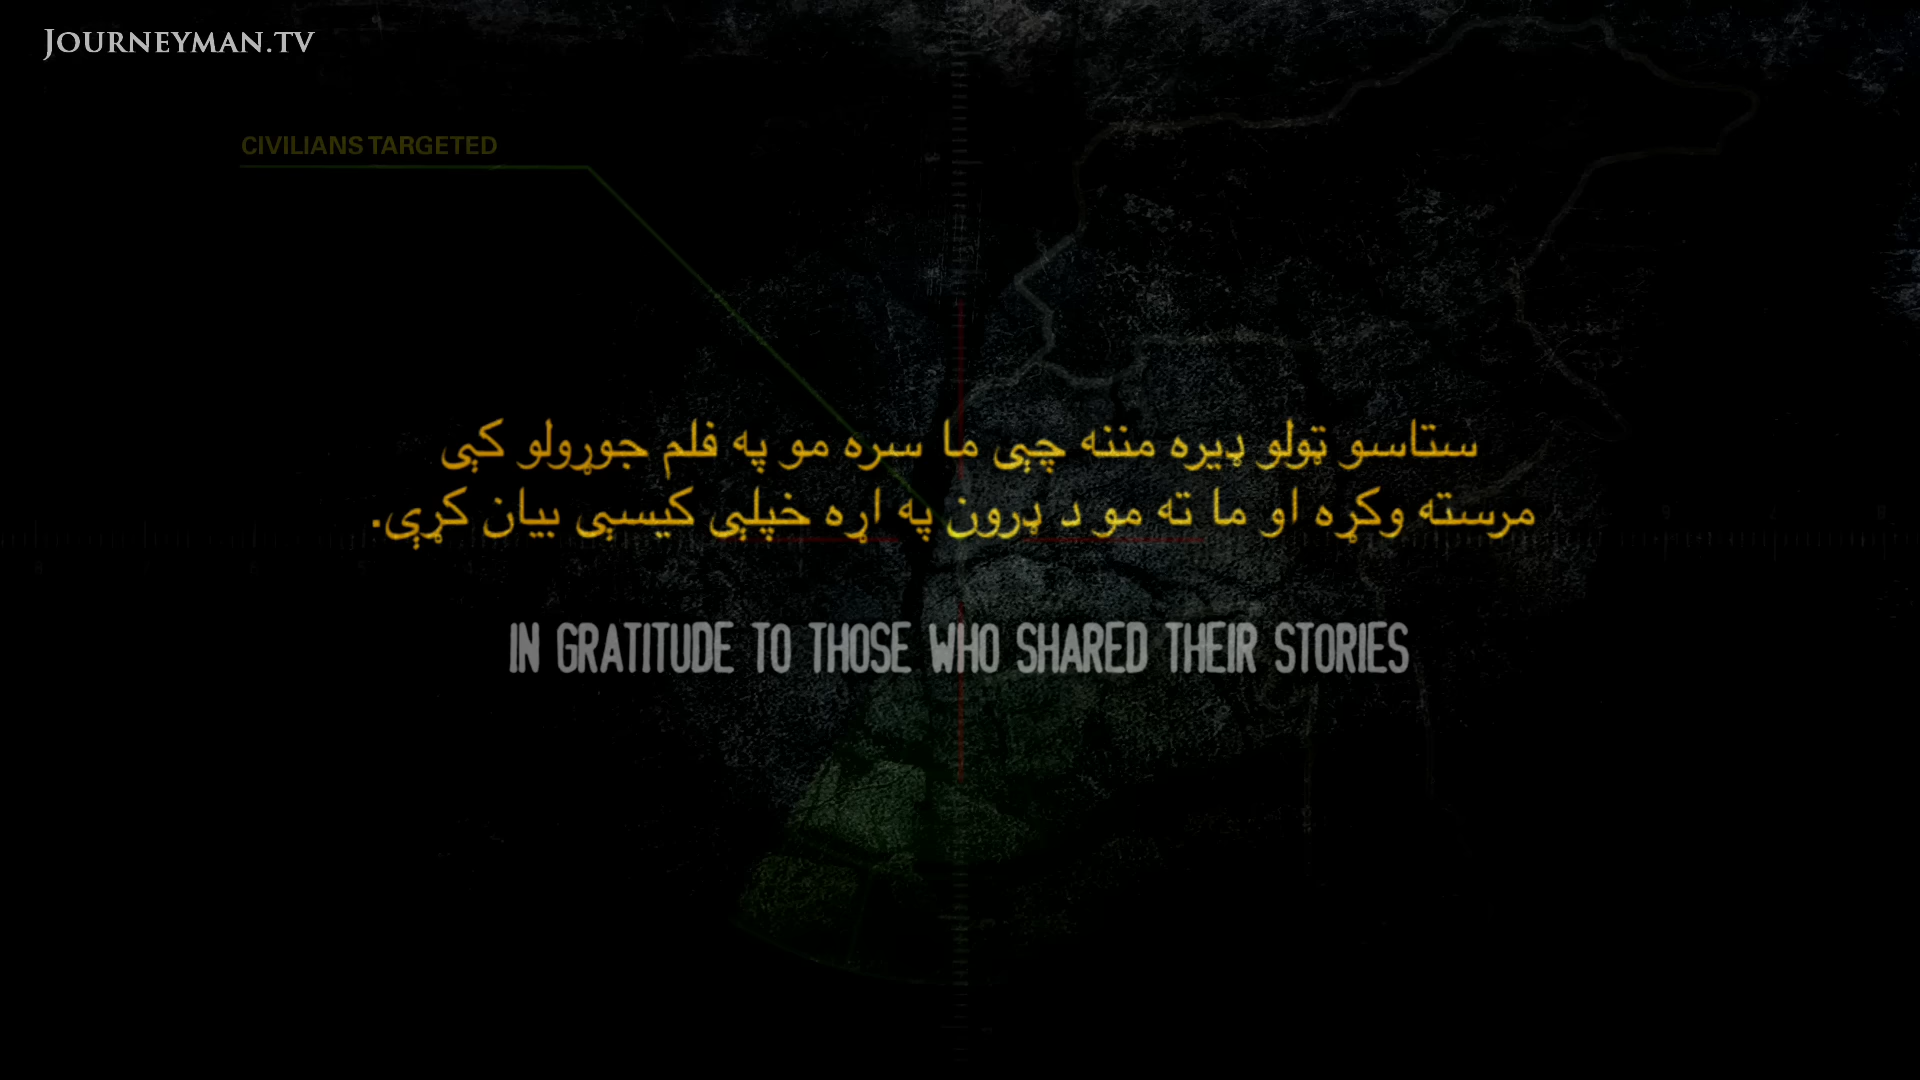 JOURNEYMAN.TV
CIVILIANS TARGETED
ستاسو ټولو ډیره مننه چې ما سره مو په فلم جوړولو کې
مرسته وکړه او ما ته مو د ډرون په اړه خپلې کیسې بیان کړې.
IN GRATITUDE TO THOSE WHO SHARED THEIR STORIES